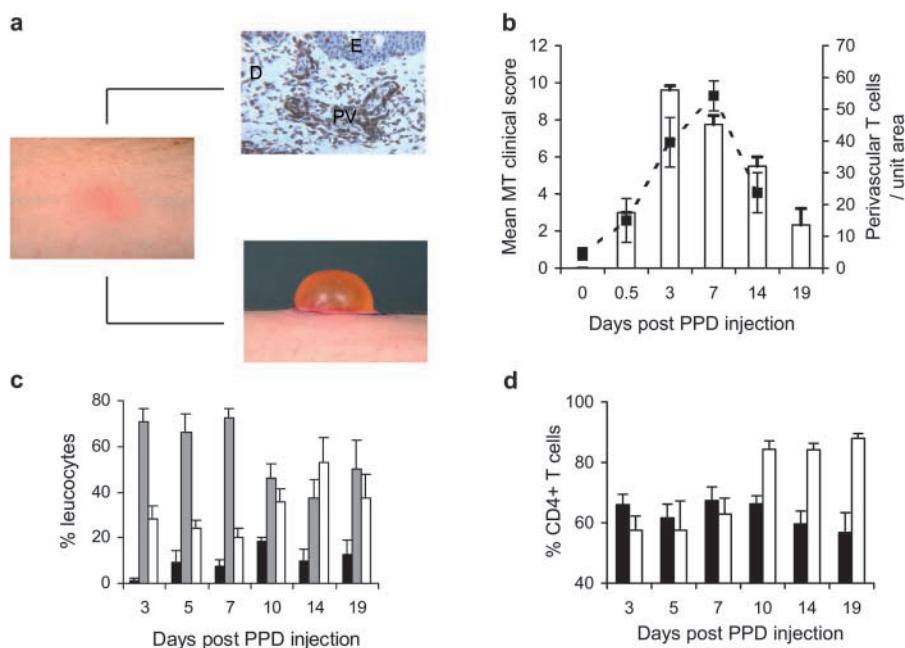 a
E
D
PV
b
Mean MT clinical score
12
10
8
6
4
2
0
70
60
50
40
30
20
10
0
Perivascular T cells
/ unit area
0 0.5 3 7 14 19
Days post PPD injection
c
% leucocytes
80
60
40
20
0
3 5 7 10 14 19
Days post PPD injection
d
% CD4+ T cells
100
80
60
40
3 5 7 10 14 19
Days post PPD injection